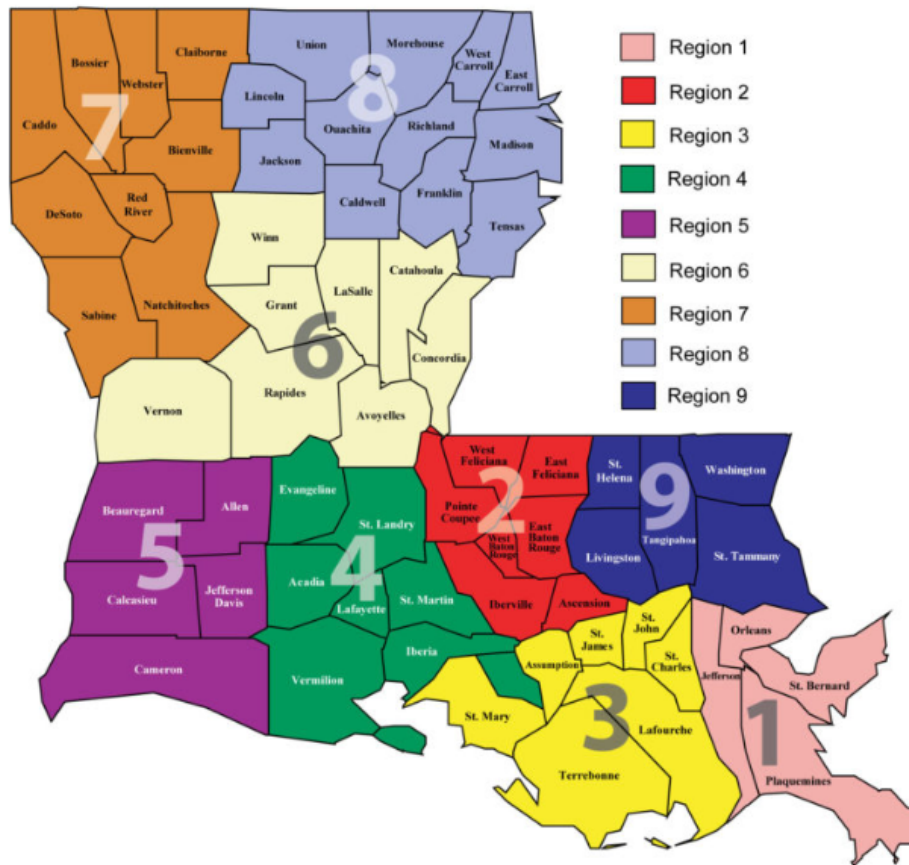 Union
Morehouse
West
Carroll
East
Carroll
Claiborne
Bossier
Webster
Caddo
7
8
Lincoln
Ouachita
Richland
Madison
Bienville
Jackson
Franklin
Caldwell
Tensas
DeSoto
Red
River
Winn
Catahoula
LaSalle
Grant
Natchitoches
Sabine
6
Concordia
Rapides
Vernon
Avoyelles
Region 1
Region 2
Region 3
Region 4
Region 5
Region 6
Region 7
Region 8
Region 9
West
Feliciana
East
Feliciana
St.
Helena
Washington
Evangeline
Beauregard
Allen
St. Landry
Pointe
Coupee
2
9
West
Baton
Rouge
East
Baton
Rouge
Tangipahoa
Livingston
St. Tammany
5
4
Acadia
Calcasieu
Jefferson
Davis
Lafayette
St. Martin
Iberville
Ascension
Cameron
Vermilion
Iberia
Assumption
St.
James
St.
John
St.
Charles
Jefferson
Orleans
St. Bernard
St. Mary
3
Lafourche
1
Terrebonne
Plaquemines